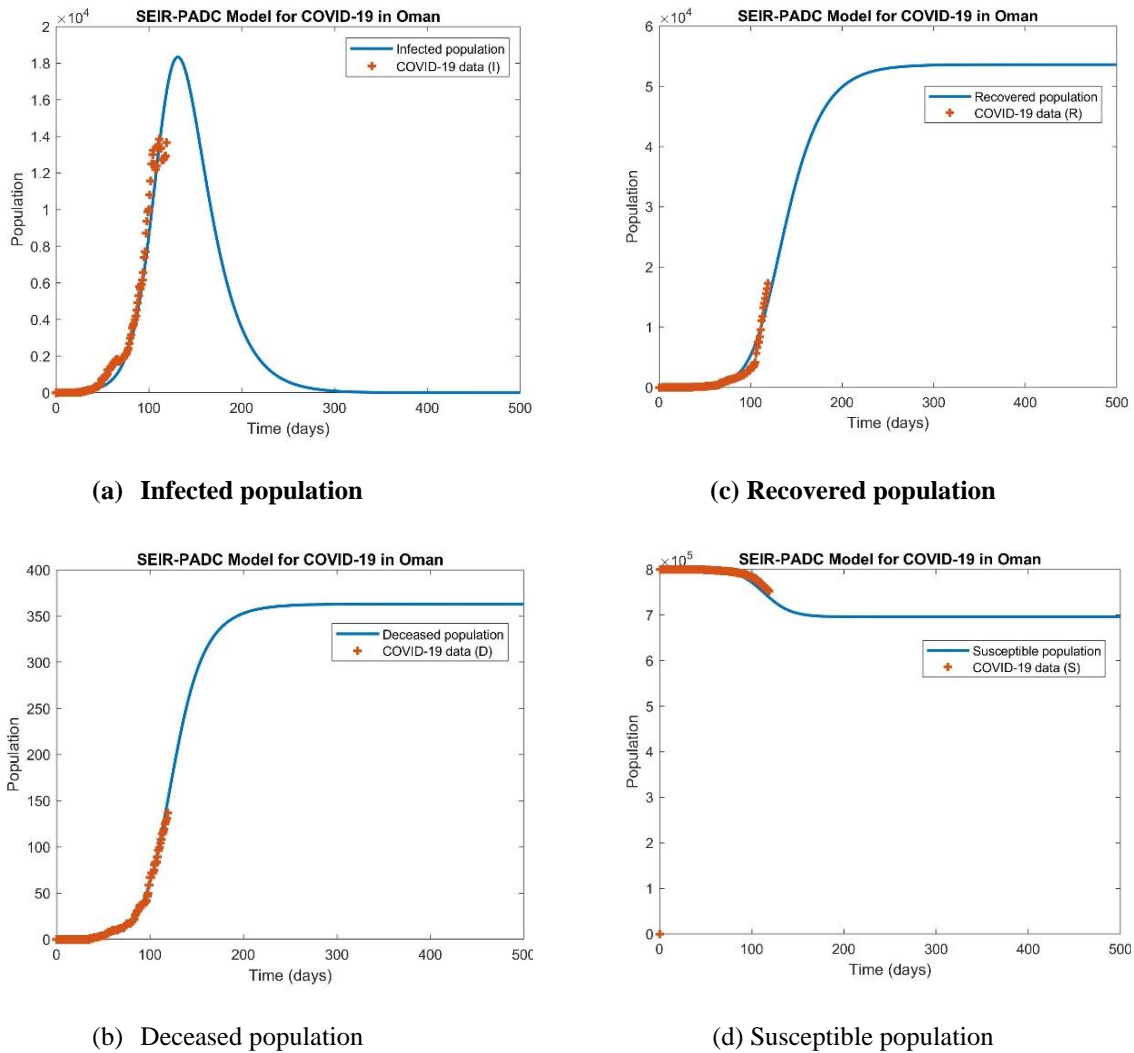 SEIR-PADC Model for COVID-19 in Oman
×10⁴
2
1.8
1.6
1.4
1.2
1
0.8
0.6
0.4
0.2
0
Population
Infected population
COVID-19 data (I)
0 100 200 300 400 500
Time (days)
(a) Infected population
SEIR-PADC Model for COVID-19 in Oman
×10⁴
6
5
4
3
2
1
0
Population
Recovered population
COVID-19 data (R)
0 100 200 300 400 500
Time (days)
(c) Recovered population
SEIR-PADC Model for COVID-19 in Oman
400
350
300
250
200
150
100
50
0
Population
Deceased population
COVID-19 data (D)
0 100 200 300 400 500
Time (days)
(b) Deceased population
SEIR-PADC Model for COVID-19 in Oman
×10⁵
8
7
6
5
4
3
2
1
0
Population
Susceptible population
COVID-19 data (S)
0 100 200 300 400 500
Time (days)
(d) Susceptible population